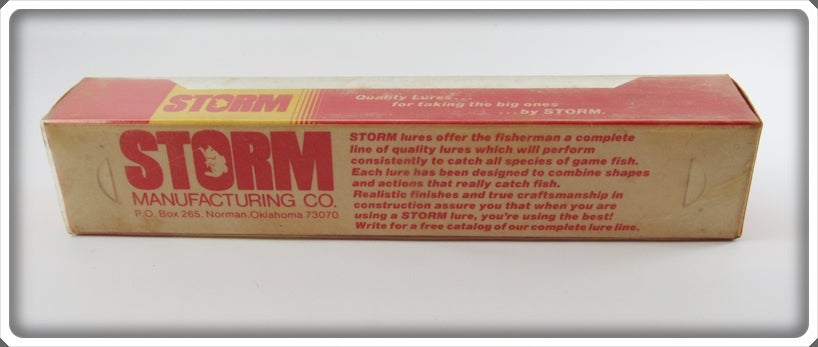 STORM
Quality Lures...
for taking the big ones
...by STORM.
STORM
MANUFACTURING CO.
P.O. Box 265, Norman, Oklahoma 73070
STORM lures offer the fisherman a complete
line of quality lures which will perform
consistently to catch all species of game fish.
Each lure has been designed to combine shapes
and actions that really catch fish.
Realistic finishes and true craftsmanship in
construction assure you that when you are
using a STORM lure, you're using the best!
Write for a free catalog of our complete lure line.